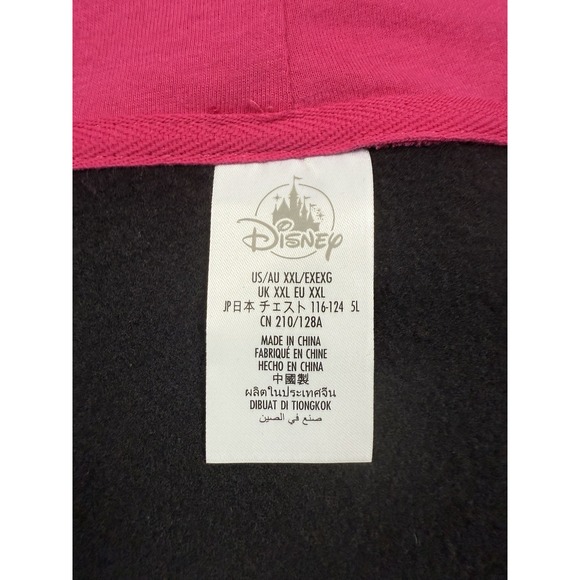 Disney
US/AU XXL/EXEXG
UK XXL EU XXL
JP日本 チェスト 116-124 5L
CN 210/128A
MADE IN CHINA
FABRIQUÉ EN CHINE
HECHO EN CHINA
中國製
ผลิตในประเทศจีน
DIBUAT DI TIONGKOK
صنع في الصين